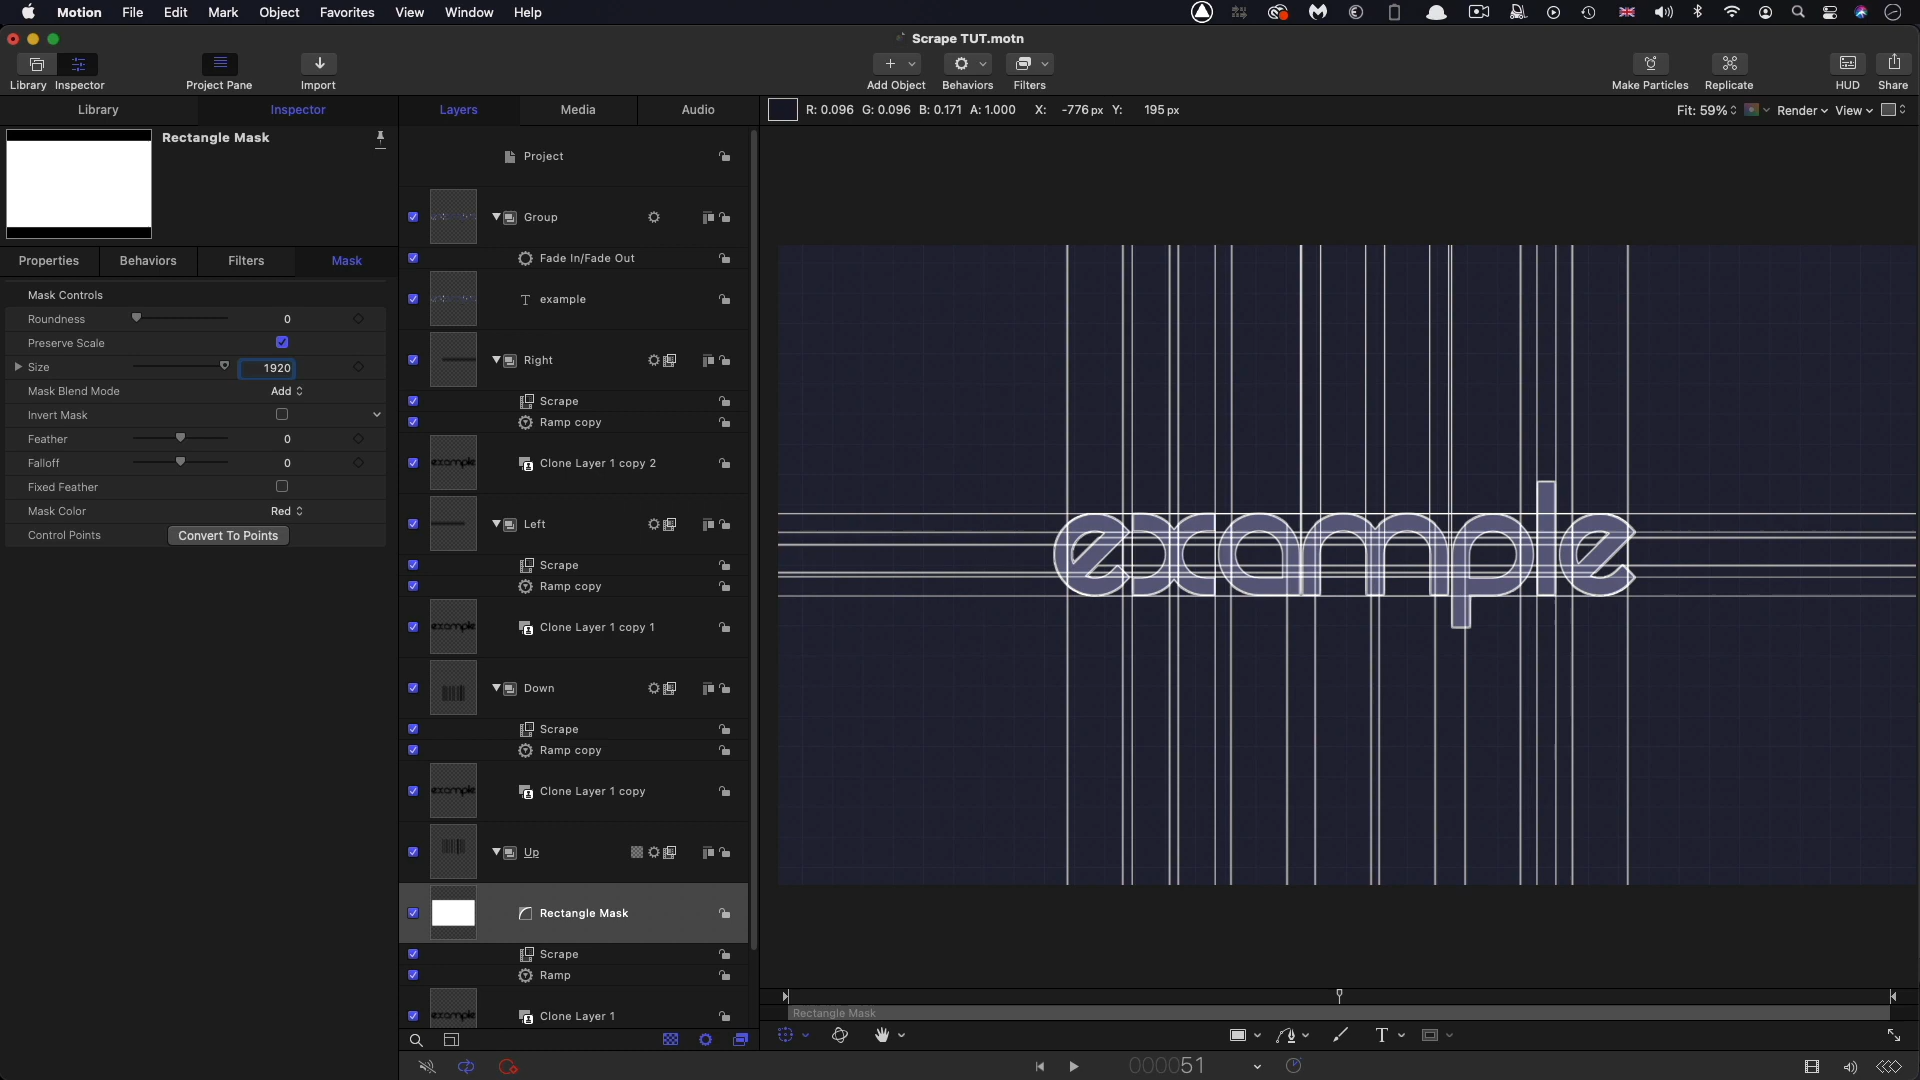 Motion File Edit Mark Object Favorites View Window Help
Scrape TUT.motn
Library Inspector Project Pane Import Add Object Behaviors Filters Make Particles Replicate HUD Share
Library Inspector Layers Media Audio R: 0.096 G: 0.096 B: 0.171 A: 1.000 X: -776 px Y: 195 px Fit: 59% Render View
Rectangle Mask
Properties Behaviors Filters Mask
Mask Controls
Roundness 0
Preserve Scale
Size 1920
Mask Blend Mode Add
Invert Mask
Feather 0
Falloff 0
Fixed Feather
Mask Color Red
Control Points Convert To Points
Project
Group
Fade In/Fade Out
T example
Right
Scrape
Ramp copy
example Clone Layer 1 copy 2
Left
Scrape
Ramp copy
example Clone Layer 1 copy 1
Down
Scrape
Ramp copy
example Clone Layer 1 copy
Up
Rectangle Mask
Scrape
Ramp
example Clone Layer 1
example
Rectangle Mask
T
000051